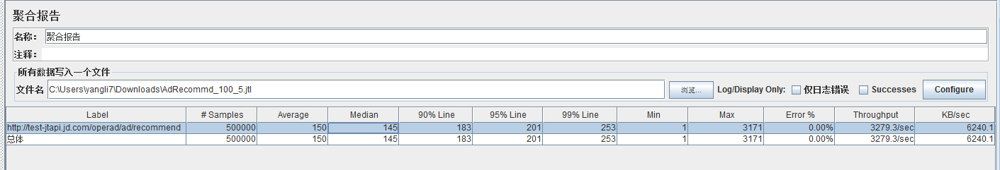 聚合报告
名称： 聚合报告
注释：
所有数据写入一个文件
文件名 C:\Users\yangli7\Downloads\AdRecommd_100_5.jtl 浏览... Log/Display Only: 仅日志错误 Successes Configure
Label # Samples Average Median 90% Line 95% Line 99% Line Min Max Error % Throughput KB/sec
http://test-jtapi.jd.com/operad/ad/recommend 500000 150 145 183 201 253 1 3171 0.00% 3279.3/sec 6240.1
总体 500000 150 145 183 201 253 1 3171 0.00% 3279.3/sec 6240.1